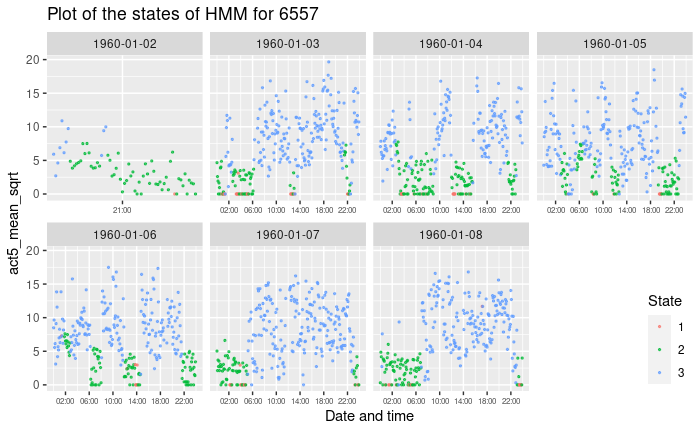 Plot of the states of HMM for 6557
1960-01-02 1960-01-03 1960-01-04 1960-01-05
20
15
10
5
0
21:00 02:00 06:00 10:00 14:00 18:00 22:00 02:00 06:00 10:00 14:00 18:00 22:00 02:00 06:00 10:00 14:00 18:00 22:00
act5_mean_sqrt
1960-01-06 1960-01-07 1960-01-08
20
15
10
5
0
02:00 06:00 10:00 14:00 18:00 22:00 02:00 06:00 10:00 14:00 18:00 22:00 02:00 06:00 10:00 14:00 18:00 22:00
Date and time
State
1
2
3